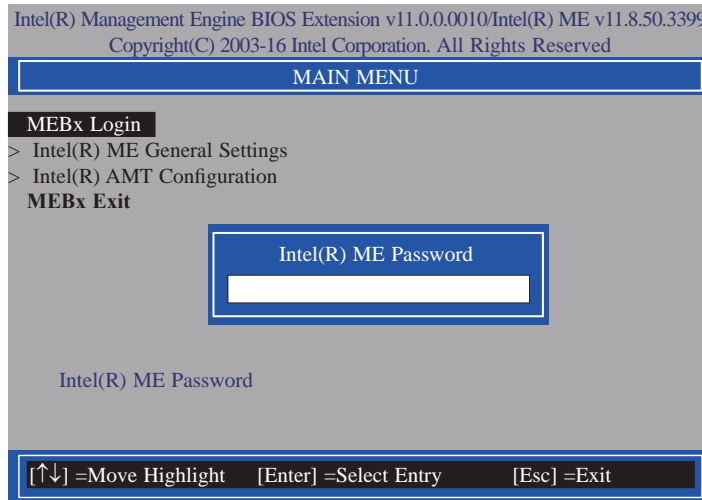 Intel(R) Management Engine BIOS Extension v11.0.0.0010/Intel(R) ME v11.8.50.3399
Copyright(C) 2003-16 Intel Corporation. All Rights Reserved
MAIN MENU
MEBx Login
> Intel(R) ME General Settings
> Intel(R) AMT Configuration
MEBx Exit
Intel(R) ME Password
Intel(R) ME Password
[↑↓] =Move Highlight [Enter] =Select Entry [Esc] =Exit